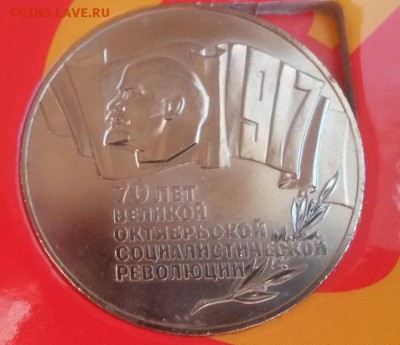 COINS.LAVE.RU
1917
70 ЛЕТ
ВЕЛИКОЙ
ОКТЯБРЬСКОЙ
СОЦИАЛИСТИЧЕСКОЙ
РЕВОЛЮЦИИ